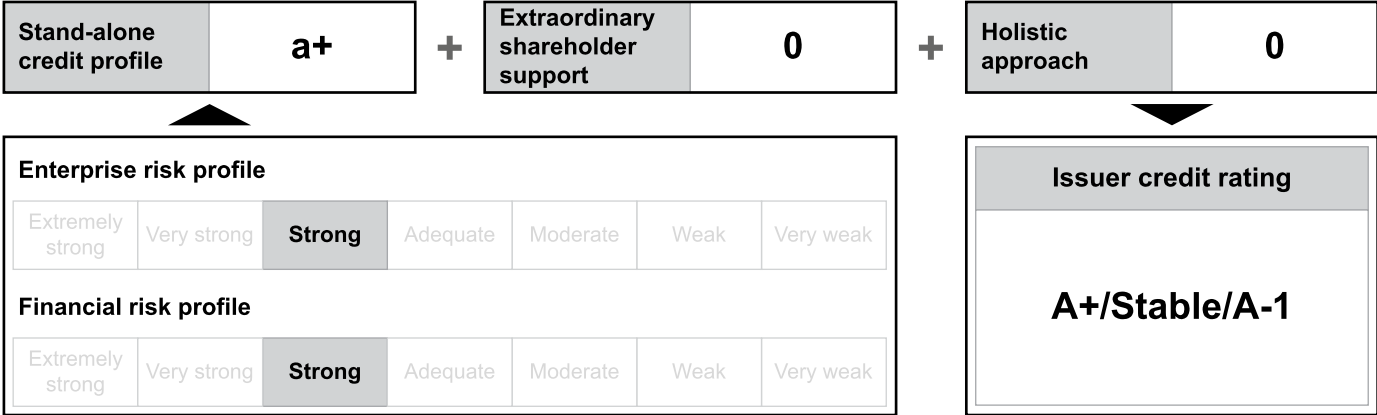 Stand-alone
credit profile
a+
+
Extraordinary
shareholder
support
0
+
Holistic
approach
0
Enterprise risk profile
Extremely
strong
Very strong
Strong
Adequate
Moderate
Weak
Very weak
Financial risk profile
Extremely
strong
Very strong
Strong
Adequate
Moderate
Weak
Very weak
Issuer credit rating
A+/Stable/A-1